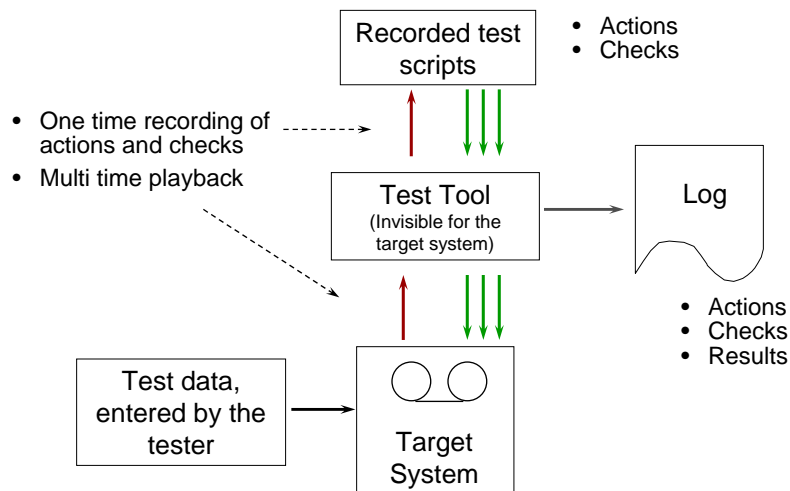 Recorded test
scripts
• Actions
• Checks
• One time recording of
actions and checks
• Multi time playback
Test Tool
(Invisible for the
target system)
Log
• Actions
• Checks
• Results
Test data,
entered by the
tester
Target
System